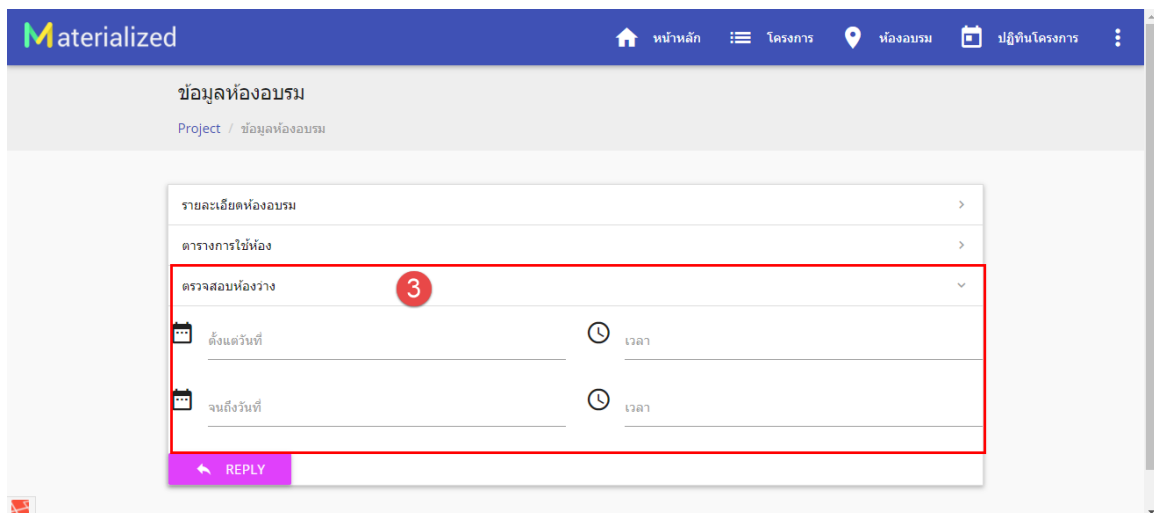 Materialized
หน้าหลัก
โครงการ
ห้องอบรม
ปฏิทินโครงการ
ข้อมูลห้องอบรม
Project / ข้อมูลห้องอบรม
รายละเอียดห้องอบรม
ตารางการใช้ห้อง
ตรวจสอบห้องว่าง
3
ตั้งแต่วันที่
เวลา
จนถึงวันที่
เวลา
REPLY